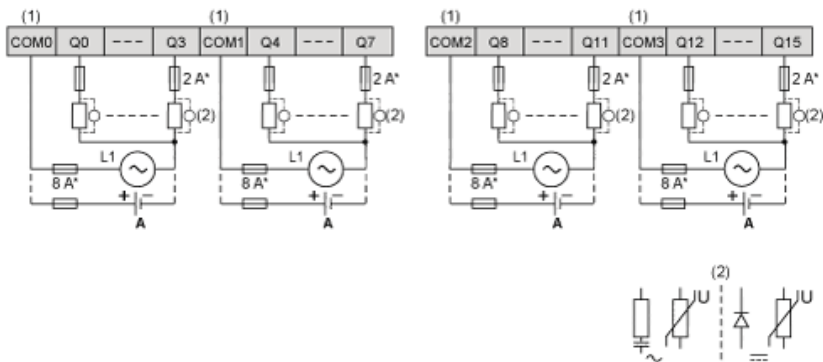 (1) (1) (1) (1)
COM0 Q0 --- Q3 COM1 Q4 --- Q7 COM2 Q8 --- Q11 COM3 Q12 --- Q15
2 A* 2 A* 2 A* 2 A*
(2) (2) (2) (2)
L1 L1 L1 L1
8 A* 8 A* 8 A* 8 A*
+ − + − + − + −
A A A A
(2)
U U